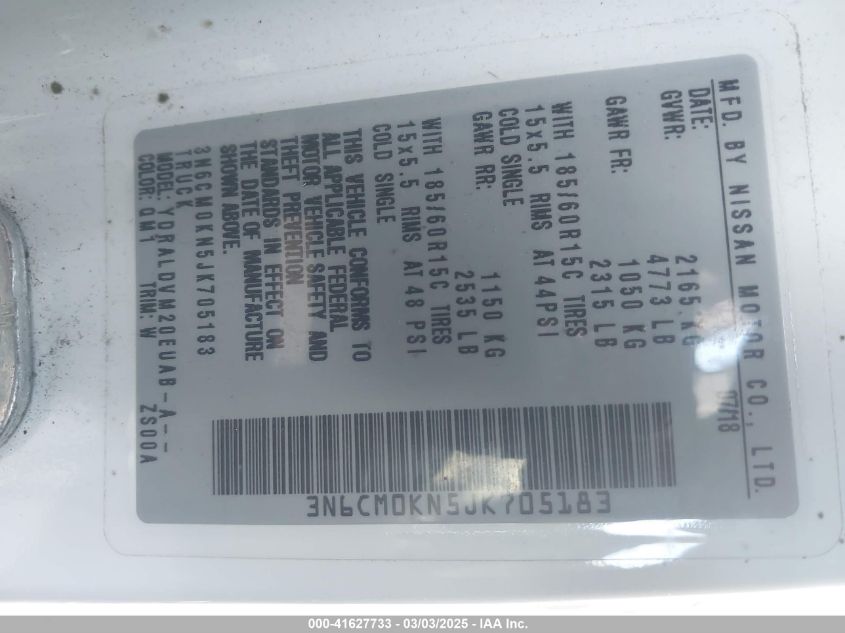 MFD BY NISSAN MOTOR CO., LTD.
DATE: 07/18
GVWR: 2165 KG
4773 LB
GAWR FR: 1050 KG
2315 LB
WITH 185/60R15C TIRES
15x5.5 RIMS AT 44PSI
COLD SINGLE
GAWR RR: 1150 KG
2535 LB
WITH 185/60R15C TIRES
15x5.5 RIMS AT 48 PSI
COLD SINGLE
THIS VEHICLE CONFORMS TO
ALL APPLICABLE FEDERAL
MOTOR VEHICLE SAFETY AND
THEFT PREVENTION
STANDARDS IN EFFECT ON
THE DATE OF MANUFACTURE
SHOWN ABOVE.
3N6CM0KN5JK705183
TRUCK
MODEL: YDRALDVM20EUAB-A--
COLOR: QM1 TRIM: W ZS00A
3N6CM0KN5JK705183
000-41627733 - 03/03/2025 - IAA Inc.